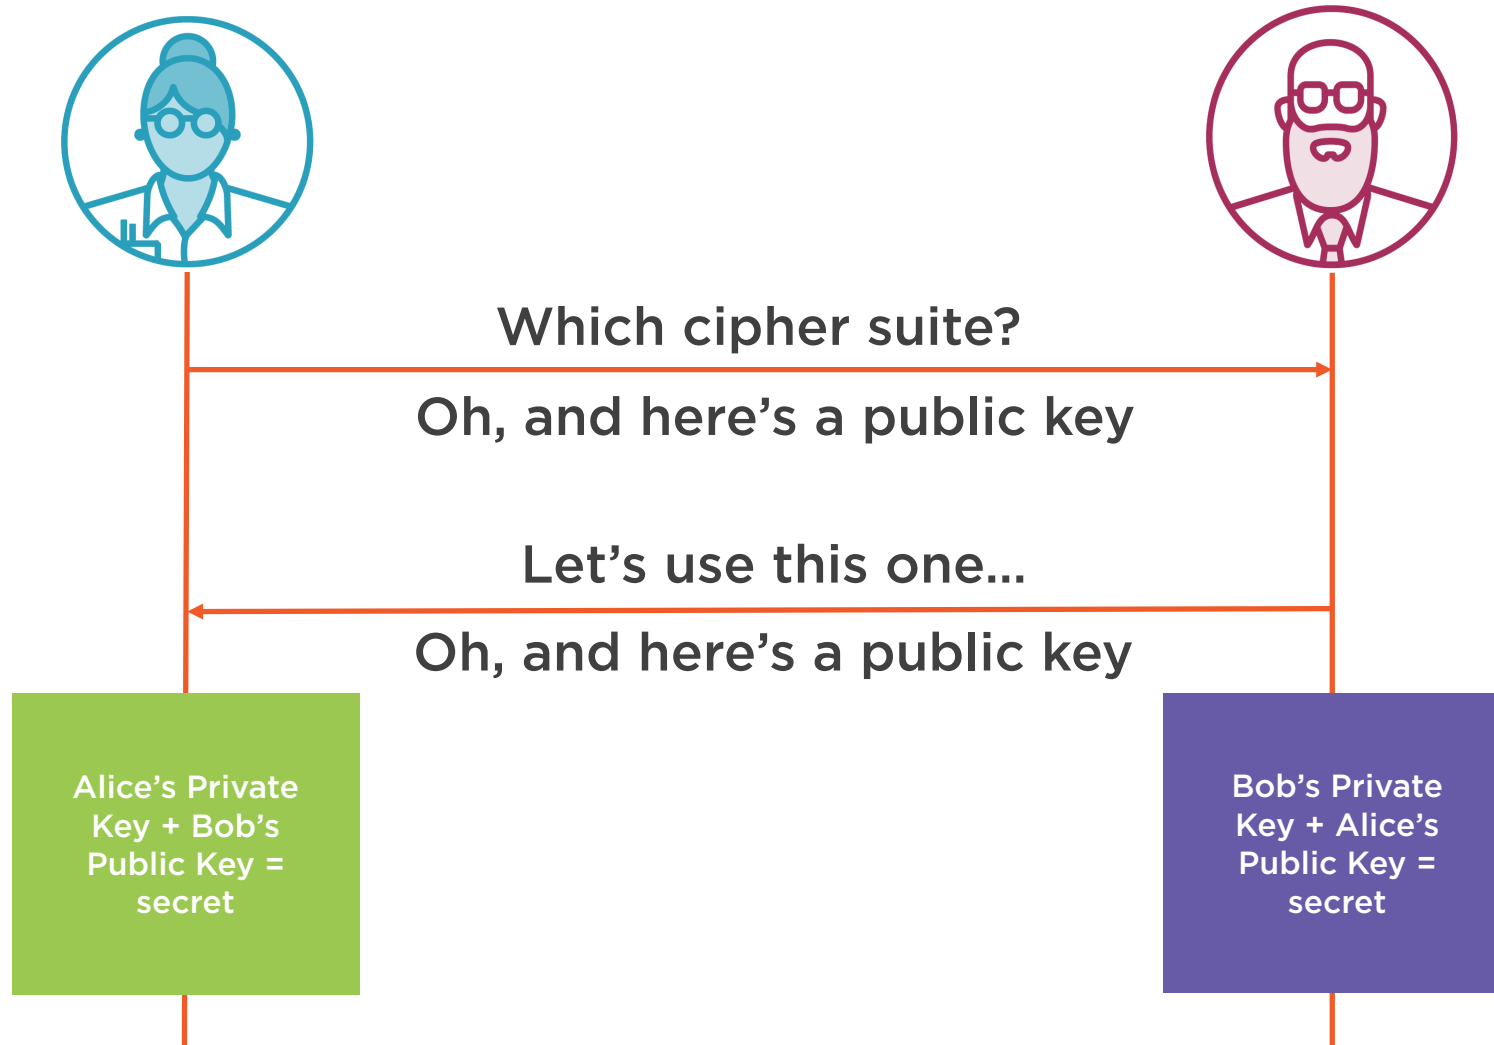 Which cipher suite?
Oh, and here’s a public key
Let’s use this one...
Oh, and here’s a public key
Alice’s Private
Key + Bob’s
Public Key =
secret
Bob’s Private
Key + Alice’s
Public Key =
secret